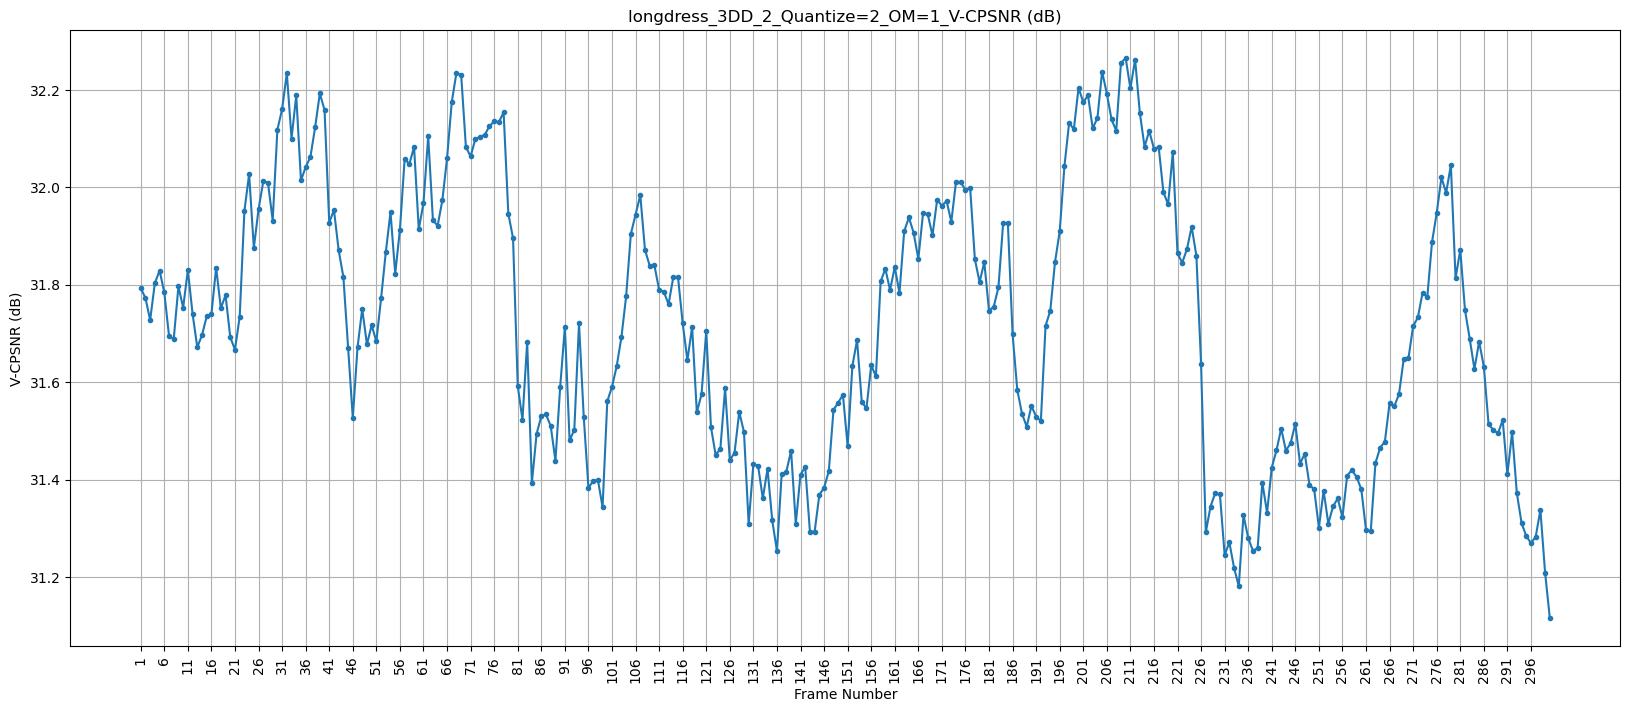 longdress_3DD_2_Quantize=2_OM=1_V-CPSNR (dB)
V-CPSNR (dB)
32.2
32.0
31.8
31.6
31.4
31.2
1 6 11 16 21 26 31 36 41 46 51 56 61 66 71 76 81 86 91 96 101 106 111 116 121 126 131 136 141 146 151 156 161 166 171 176 181 186 191 196 201 206 211 216 221 226 231 236 241 246 251 256 261 266 271 276 281 286 291 296
Frame Number